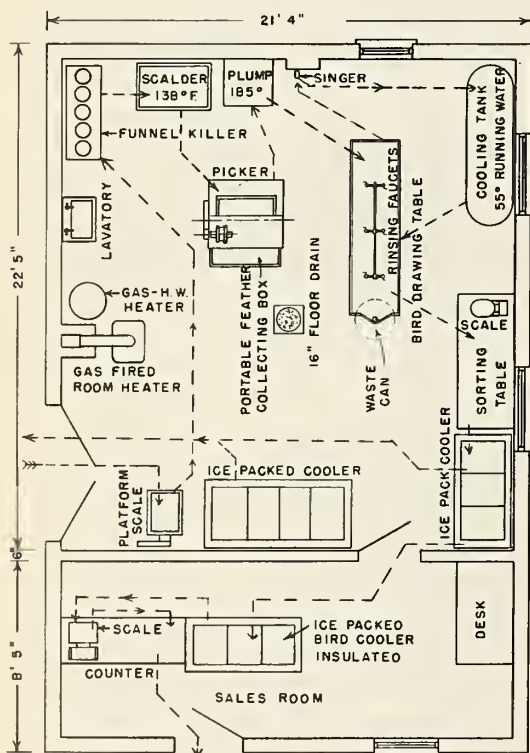 21' 4"
SCALDER
138° F.
PLUMP
185°
SINGER
FUNNEL KILLER
COOLING TANK
55° RUNNING WATER
PICKER
RINSING FAUCETS
BIRD DRAWING TABLE
LAVATORY
22' 5"
GAS-H.W.
HEATER
PORTABLE FEATHER
COLLECTING BOX
16" FLOOR DRAIN
SCALE
SORTING
TABLE
WASTE
CAN
GAS FIRED
ROOM HEATER
ICE PACKED COOLER
ICE PACK COOLER
PLATFORM
SCALE
6"
8' 5"
SCALE
ICE PACKED
BIRD COOLER
INSULATED
DESK
COUNTER
SALES ROOM